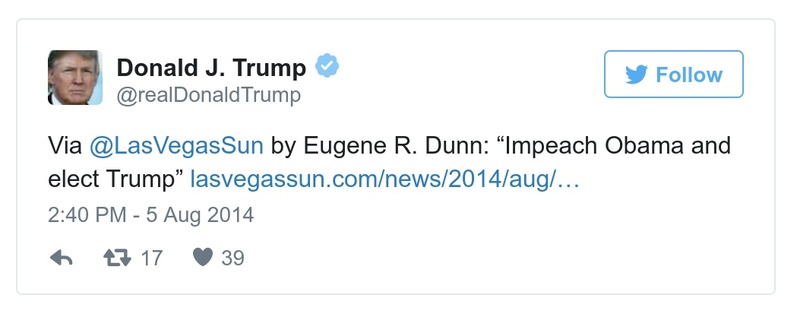 Donald J. Trump
@realDonaldTrump
Follow
Via @LasVegasSun by Eugene R. Dunn: “Impeach Obama and
elect Trump” lasvegassun.com/news/2014/aug/…
2:40 PM - 5 Aug 2014
17 39